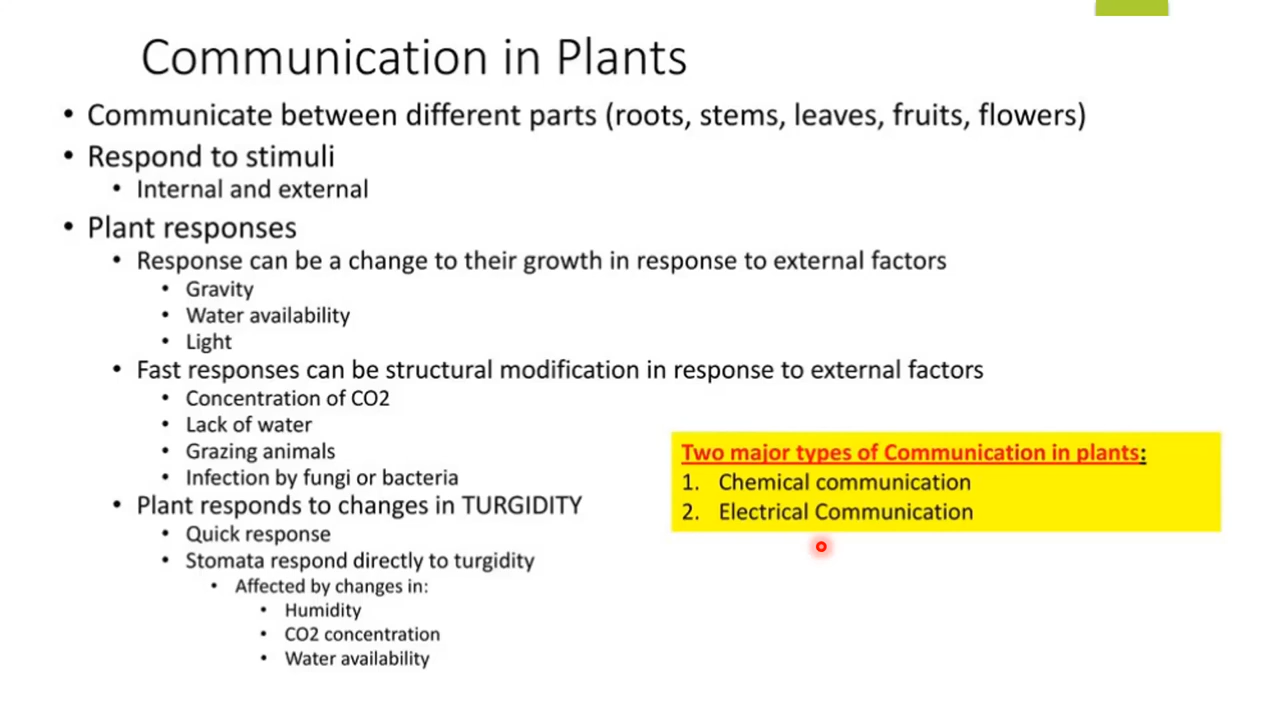 Communication in Plants
• Communicate between different parts (roots, stems, leaves, fruits, flowers)
• Respond to stimuli
• Internal and external
• Plant responses
• Response can be a change to their growth in response to external factors
• Gravity
• Water availability
• Light
• Fast responses can be structural modification in response to external factors
• Concentration of CO2
• Lack of water
• Grazing animals
• Infection by fungi or bacteria
• Plant responds to changes in TURGIDITY
• Quick response
• Stomata respond directly to turgidity
• Affected by changes in:
• Humidity
• CO2 concentration
• Water availability
Two major types of Communication in plants:
1. Chemical communication
2. Electrical Communication